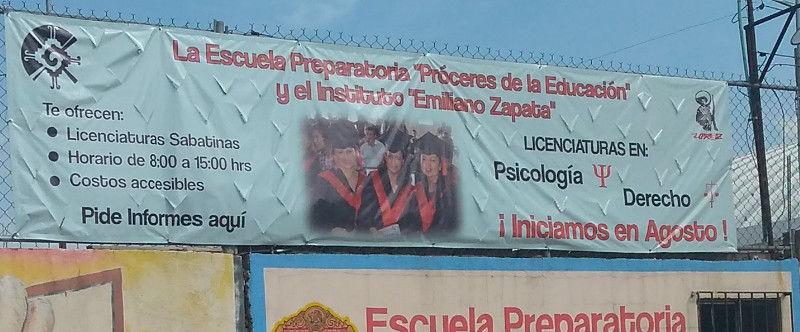 La Escuela Preparatoria "Próceres de la Educación"
y el Instituto "Emiliano Zapata"
Te ofrecen:
Licenciaturas Sabatinas
Horario de 8:00 a 15:00 hrs
Costos accesibles
Pide Informes aquí
LICENCIATURAS EN:
Psicología Ψ
Derecho
¡ Iniciamos en Agosto !
Escuela Preparatoria